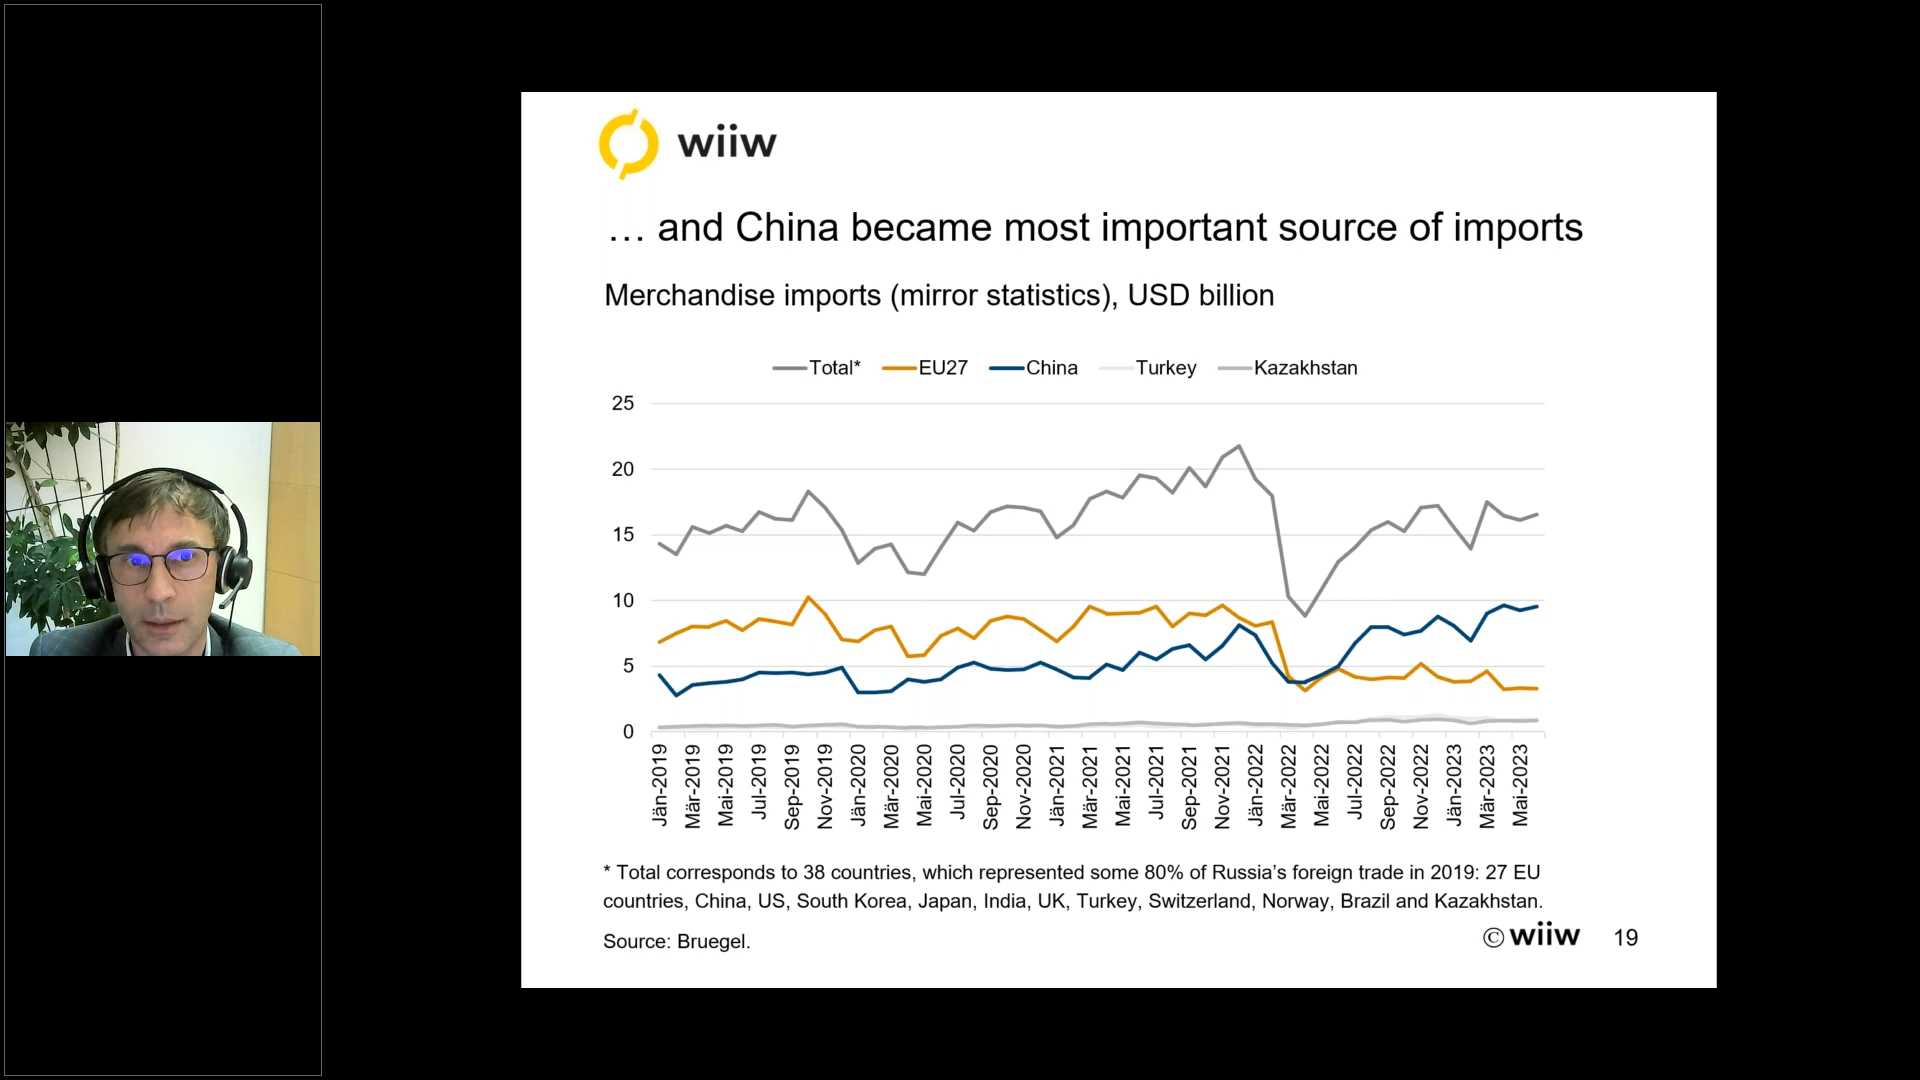 wiiw
… and China became most important source of imports
Merchandise imports (mirror statistics), USD billion
Total* EU27 China Turkey Kazakhstan
25
20
15
10
5
0
Jän-2019 Mär-2019 Mai-2019 Jul-2019 Sep-2019 Nov-2019 Jän-2020 Mär-2020 Mai-2020 Jul-2020 Sep-2020 Nov-2020 Jän-2021 Mär-2021 Mai-2021 Jul-2021 Sep-2021 Nov-2021 Jän-2022 Mär-2022 Mai-2022 Jul-2022 Sep-2022 Nov-2022 Jän-2023 Mär-2023 Mai-2023
* Total corresponds to 38 countries, which represented some 80% of Russia’s foreign trade in 2019: 27 EU
countries, China, US, South Korea, Japan, India, UK, Turkey, Switzerland, Norway, Brazil and Kazakhstan.
Source: Bruegel.
© wiiw 19